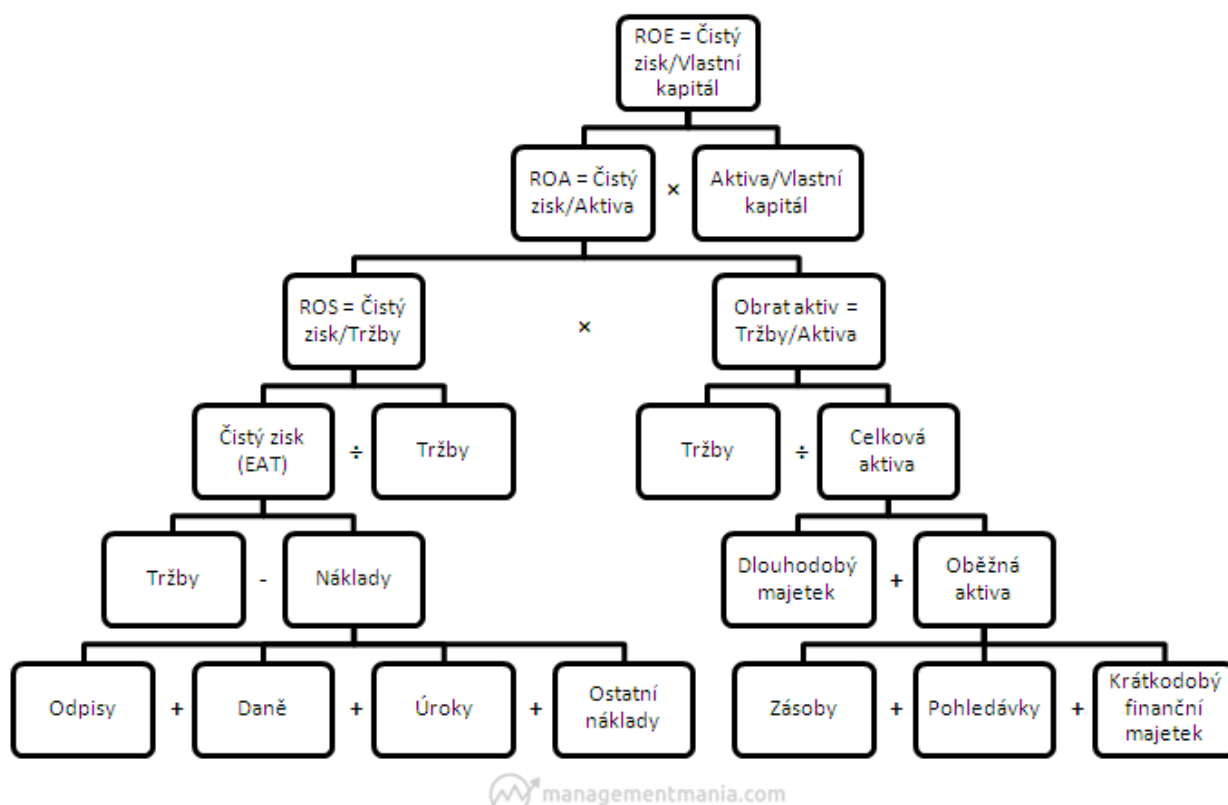 ROE = Čistý
zisk/Vlastní
kapitál
ROA = Čistý
zisk/Aktiva
×
Aktiva/Vlastní
kapitál
ROS = Čistý
zisk/Tržby
×
Obrat aktiv =
Tržby/Aktiva
Čistý zisk
(EAT)
÷
Tržby
Tržby
÷
Celková
aktiva
Tržby
-
Náklady
Dlouhodobý
majetek
+
Oběžná
aktiva
Odpisy
+
Daně
+
Úroky
+
Ostatní
náklady
Zásoby
+
Pohledávky
+
Krátkodobý
finanční
majetek
managementmania.com